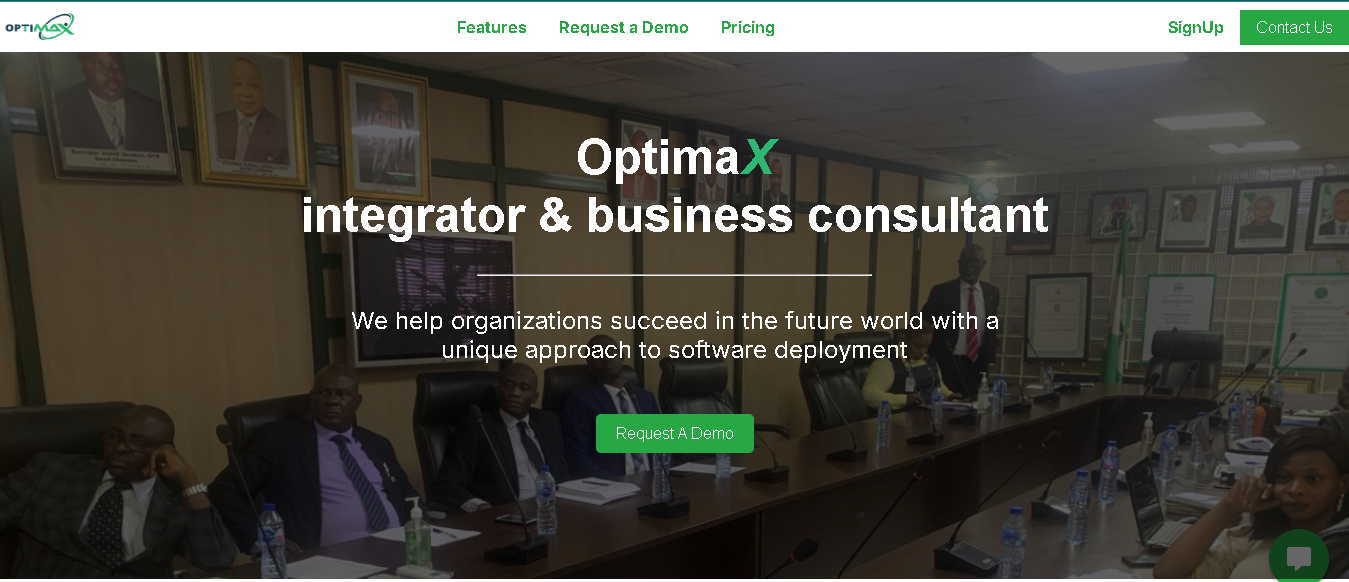 OPTIMAX
Features
Request a Demo
Pricing
SignUp
Contact Us
OptimaX
integrator & business consultant
We help organizations succeed in the future world with a
unique approach to software deployment
Request A Demo